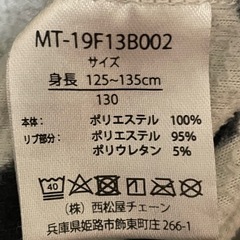 MT-19F13B002
サイズ
身長 125~135cm
130
本体: ポリエステル 100%
リブ部分: ポリエステル 95%
ポリウレタン 5%
40
(株) 西松屋チェーン
兵庫県姫路市飾東町庄 266-1